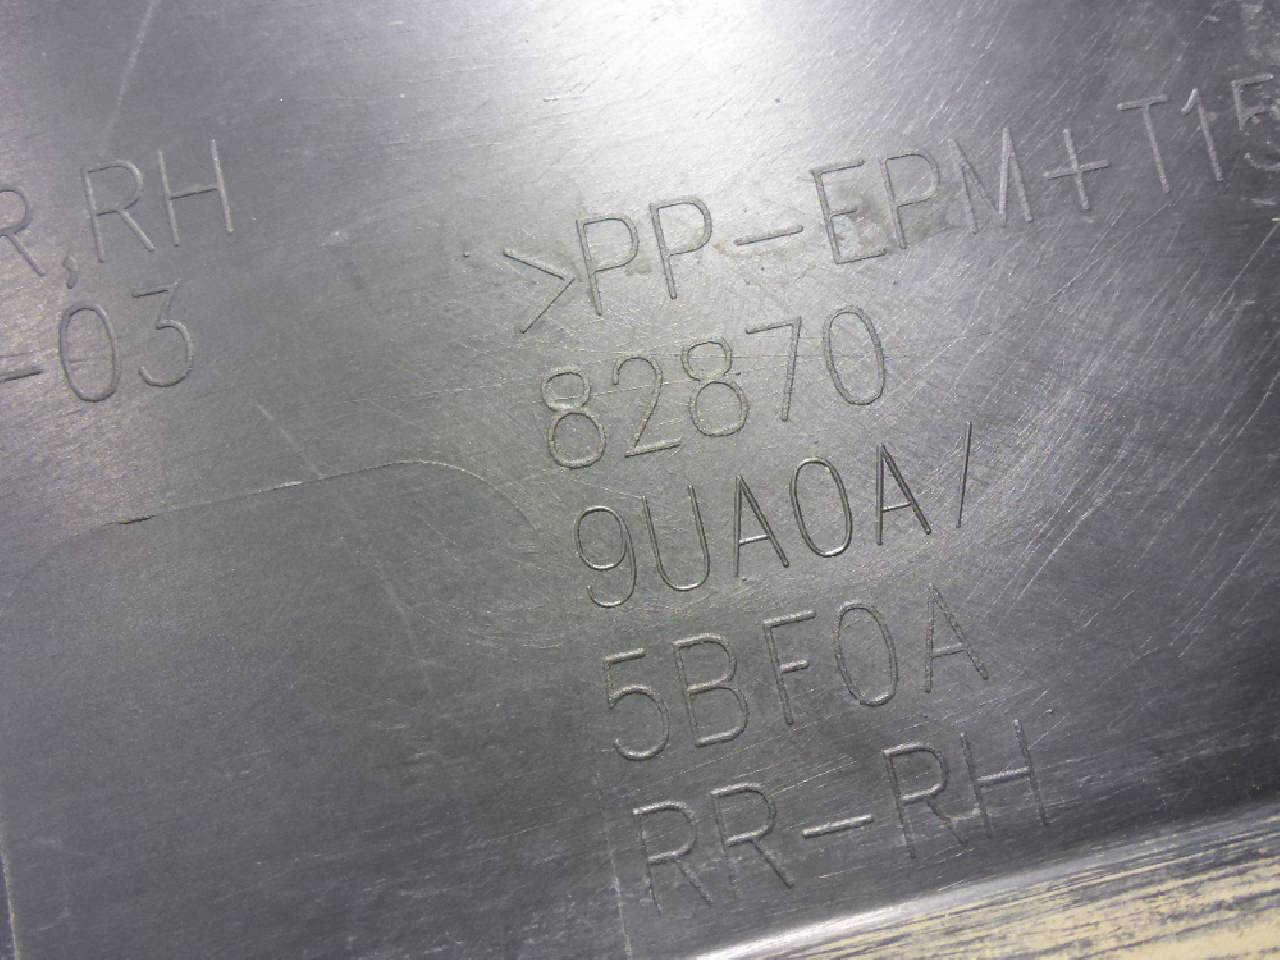 R,RH
-03
>PP-EPM+T15
82870
9UA0A/
5BF0A
RR-RH